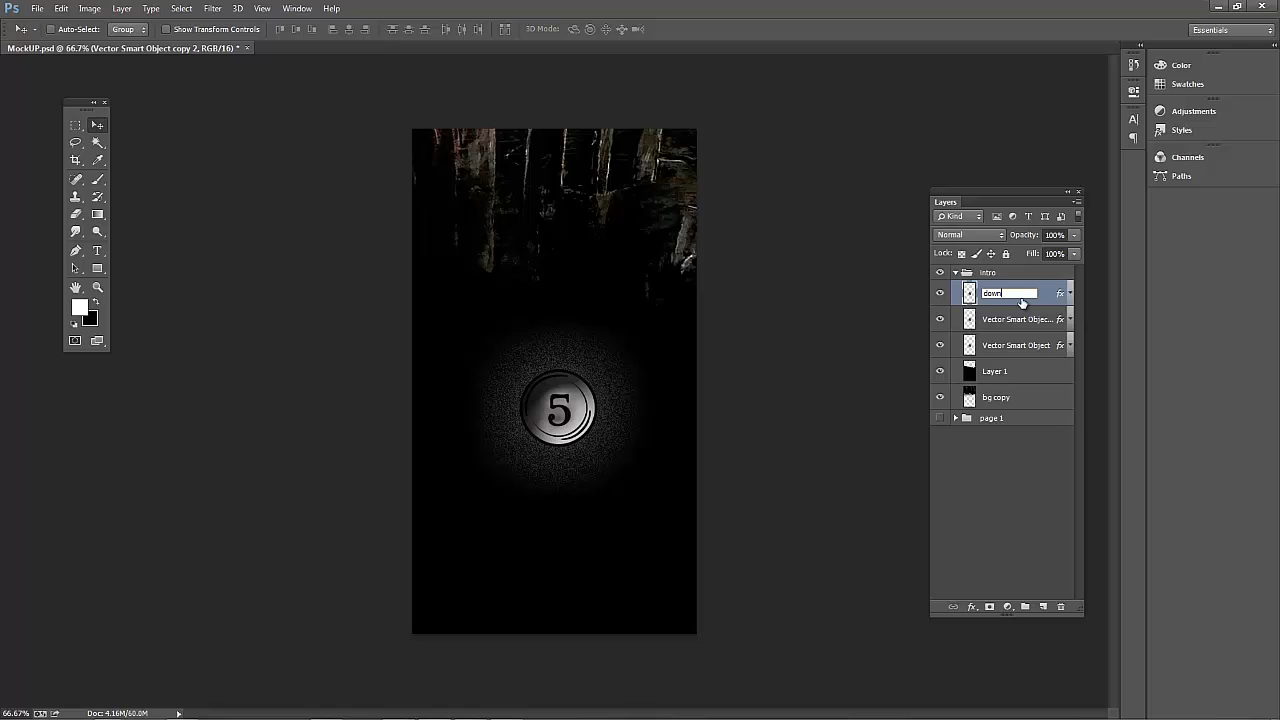 Ps File Edit Image Layer Type Select Filter 3D View Window Help
Auto-Select: Group Show Transform Controls 3D Mode: Essentials
MockUP.psd @ 66.7% (Vector Smart Object copy 2, RGB/16) * ×
Color
Swatches
Adjustments
Styles
Channels
Paths
Layers
Kind
Normal Opacity: 100%
Lock: Fill: 100%
Intro
down
Vector Smart Objec... fx
Vector Smart Object fx
Layer 1
bg copy
page 1
5
66.67% Doc: 4.16M/60.0M